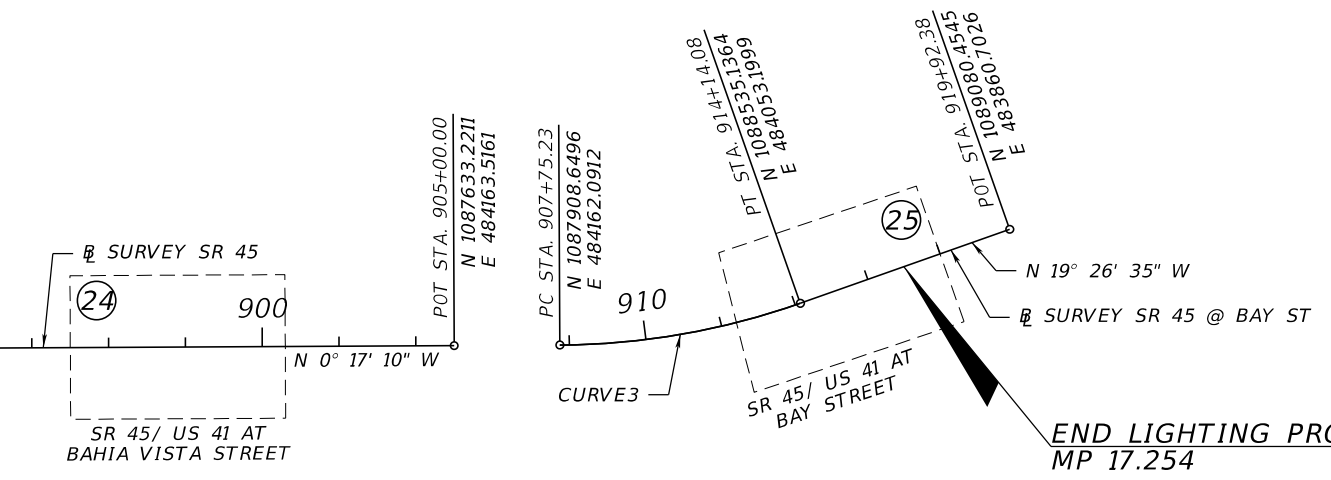 ℄ SURVEY SR 45
24
900
N 0° 17' 10" W
SR 45/ US 41 AT
BAHIA VISTA STREET
POT STA. 905+00.00
N 1087633.2211
E 484163.5161
PC STA. 907+75.23
N 1087908.6496
E 484162.0912
910
CURVE3
PT STA. 914+14.08
N 1088535.1364
E 484053.1999
25
SR 45/ US 41 AT
BAY STREET
POT STA. 919+92.38
N 1089080.4545
E 483860.7026
N 19° 26' 35" W
℄ SURVEY SR 45 @ BAY ST
END LIGHTING PRO
MP 17.254